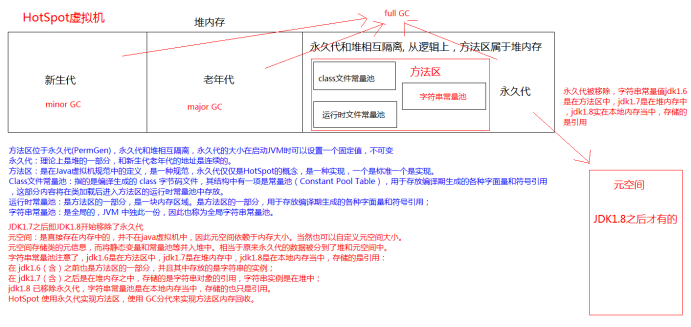 HotSpot虚拟机
堆内存
full GC
永久代和堆相互隔离, 从逻辑上，方法区属于堆内存
新生代
minor GC
老年代
major GC
方法区
class文件常量池
字符串常量池
运行时文件常量池
永久代
永久代被移除，字符串常量值jdk1.6
是在方法区中，jdk1.7是在堆内存中
，jdk1.8实在本地内存当中，存储的
是引用
方法区位于永久代(PermGen)，永久代和堆相互隔离，永久代的大小在启动JVM时可以设置一个固定值，不可变
永久代：理论上是堆的一部分，和新生代老年代的地址是连续的。
方法区：是在Java虚拟机规范中的定义，是一种规范，永久代仅仅是HotSpot的概念，是一种实现，一个是标准一个是实现。
Class文件常量池：指的是编译生成的 class 字节码文件，其结构中有一项是常量池（Constant Pool Table），用于存放编译期生成的各种字面量和符号引用
，这部分内容将在类加载后进入方法区的运行时常量池中存放。
运行时常量池：是方法区的一部分，是一块内存区域。是方法区的一部分，用于存放编译期生成的各种字面量和符号引用；
字符串常量池：是全局的，JVM 中独此一份，因此也称为全局字符串常量池。
JDK1.7之后即JDK1.8开始移除了永久代
元空间：是直接存在内存中的，并不在java虚拟机中，因此元空间依赖于内存大小。当然也可以自定义元空间大小。
元空间存储类的元信息，而将静态变量和常量池等并入堆中。相当于原来永久代的数据被分到了堆和元空间中。
字符串常量池注意了，jdk1.6是在方法区中，jdk1.7是在堆内存中，jdk1.8是在本地内存当中，存储的是引用：
在 jdk1.6（含）之前也是方法区的一部分，并且其中存放的是字符串的实例；
在 jdk1.7（含）之后是在堆内存之中，存储的是字符串对象的引用，字符串实例是在堆中；
jdk1.8 已移除永久代，字符串常量池是在本地内存当中，存储的也只是引用。
HotSpot 使用永久代实现方法区，使用 GC分代来实现方法区内存回收。
元空间
JDK1.8之后才有的